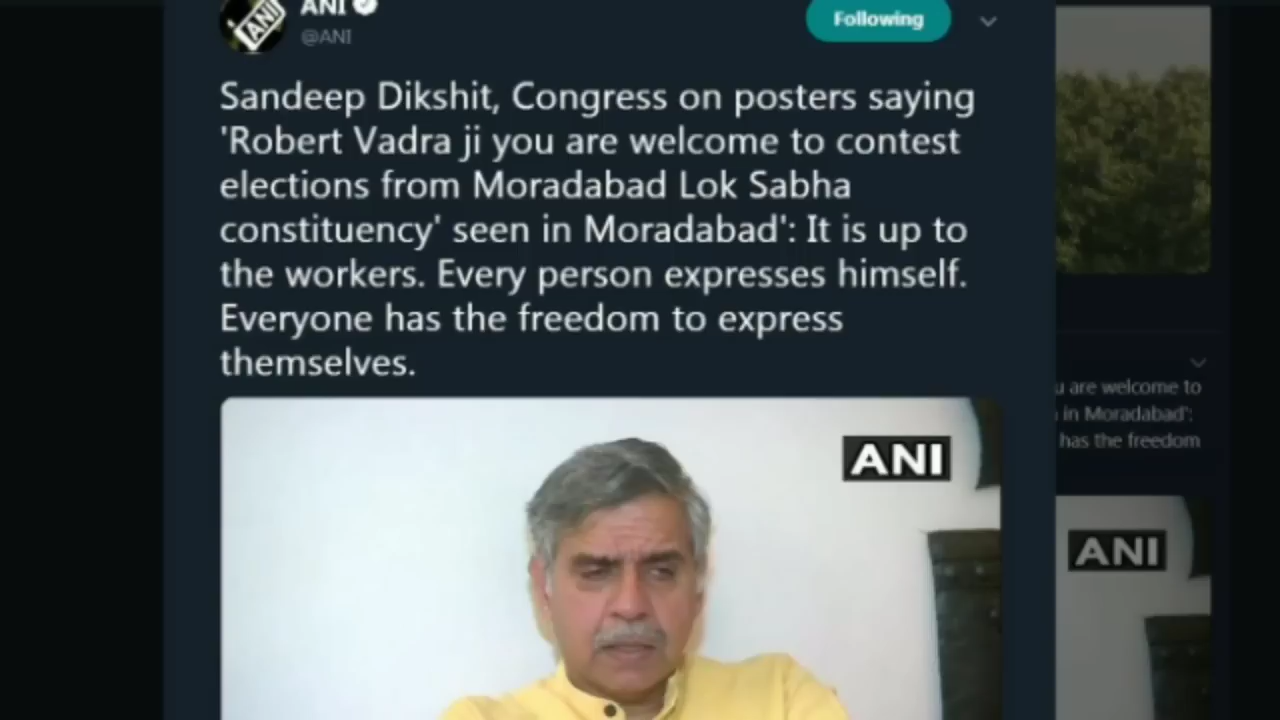 ANI
ANI
@ANI
Following
Sandeep Dikshit, Congress on posters saying
'Robert Vadra ji you are welcome to contest
elections from Moradabad Lok Sabha
constituency' seen in Moradabad': It is up to
the workers. Every person expresses himself.
Everyone has the freedom to express
themselves.
ANI
u are welcome to
in Moradabad':
has the freedom
ANI